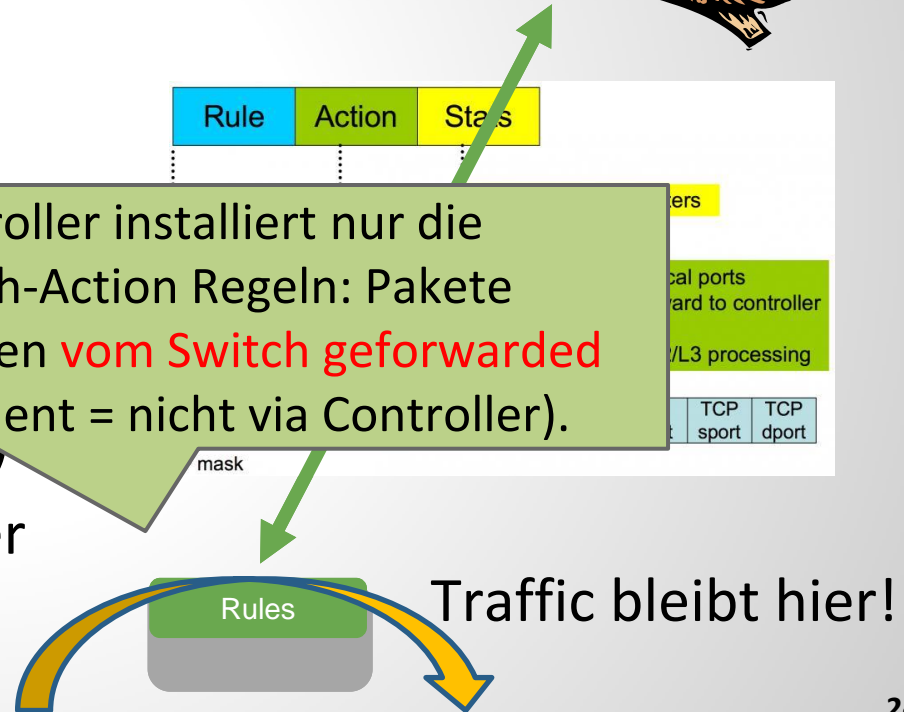 Rule Action Stats
ters
roller installiert nur die
h-Action Regeln: Pakete
en vom Switch geforwarded
ent = nicht via Controller).
cal ports
ard to controller
/L3 processing
t TCP sport TCP dport
mask
er
Rules
Traffic bleibt hier!